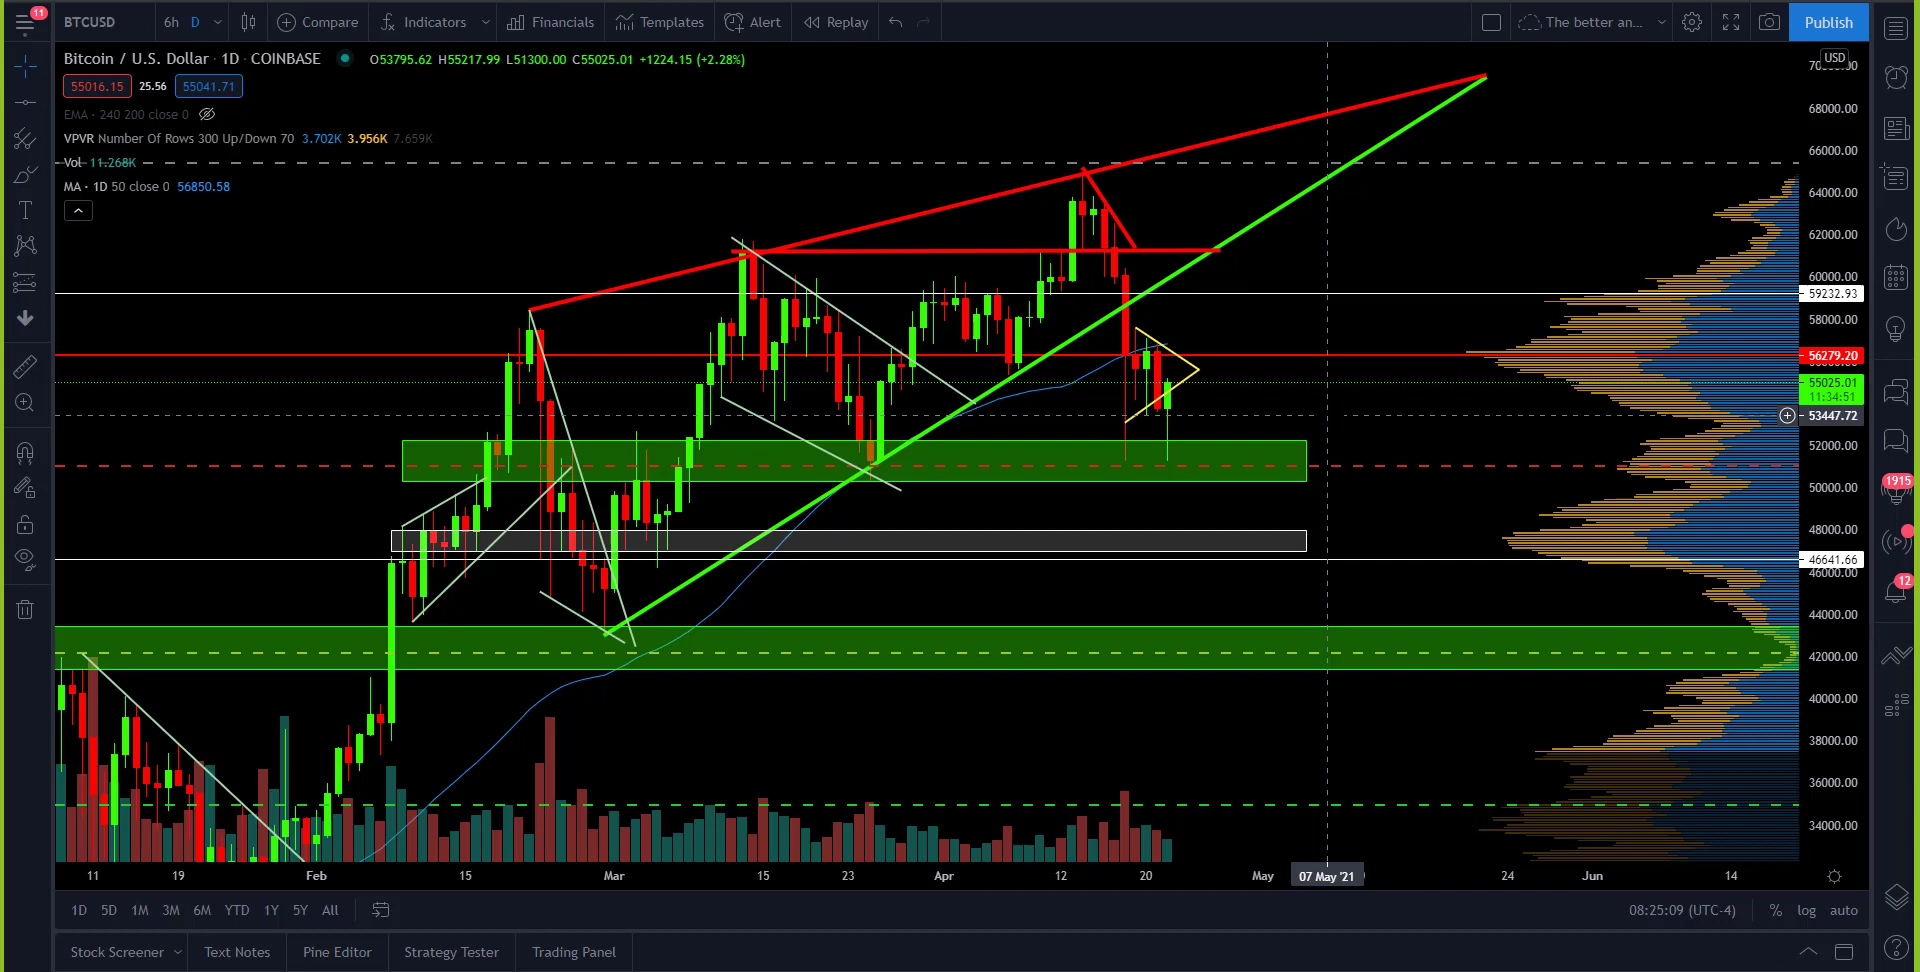 11
BTCUSD
6h D
Compare
Indicators
Financials
Templates
Alert
Replay
The better an...
Publish
Bitcoin / U.S. Dollar · 1D · COINBASE
O53795.62 H55217.99 L51300.00 C55025.01 +1224.15 (+2.28%)
55016.15 25.56 55041.71
EMA · 240 200 close 0
VPVR Number Of Rows 300 Up/Down 70 3.702K 3.956K 7.659K
Vol 11.268K
MA · 1D 50 close 0 56850.58
USD
68000.00
66000.00
64000.00
62000.00
60000.00
59232.93
58000.00
56279.20
55025.01
11:34:51
53447.72
52000.00
50000.00
48000.00
46641.66
46000.00
44000.00
42000.00
40000.00
38000.00
36000.00
34000.00
1915
12
11 19 Feb 15 Mar 15 23 Apr 12 20 May 07 May '21 24 Jun 14
1D 5D 1M 3M 6M YTD 1Y 5Y All
08:25:09 (UTC-4) % log auto
Stock Screener Text Notes Pine Editor Strategy Tester Trading Panel